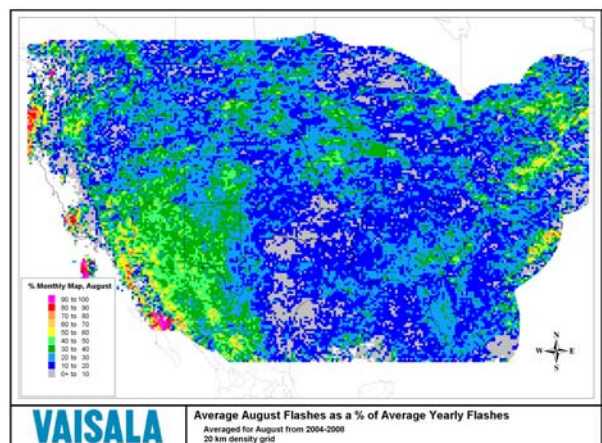 % Monthly Map, August
90 to 100
80 to 90
70 to 80
60 to 70
50 to 60
40 to 50
30 to 40
20 to 30
10 to 20
0+ to 10
N
W E
S
VAISALA
Average August Flashes as a % of Average Yearly Flashes
Averaged for August from 2004-2008
20 km density grid